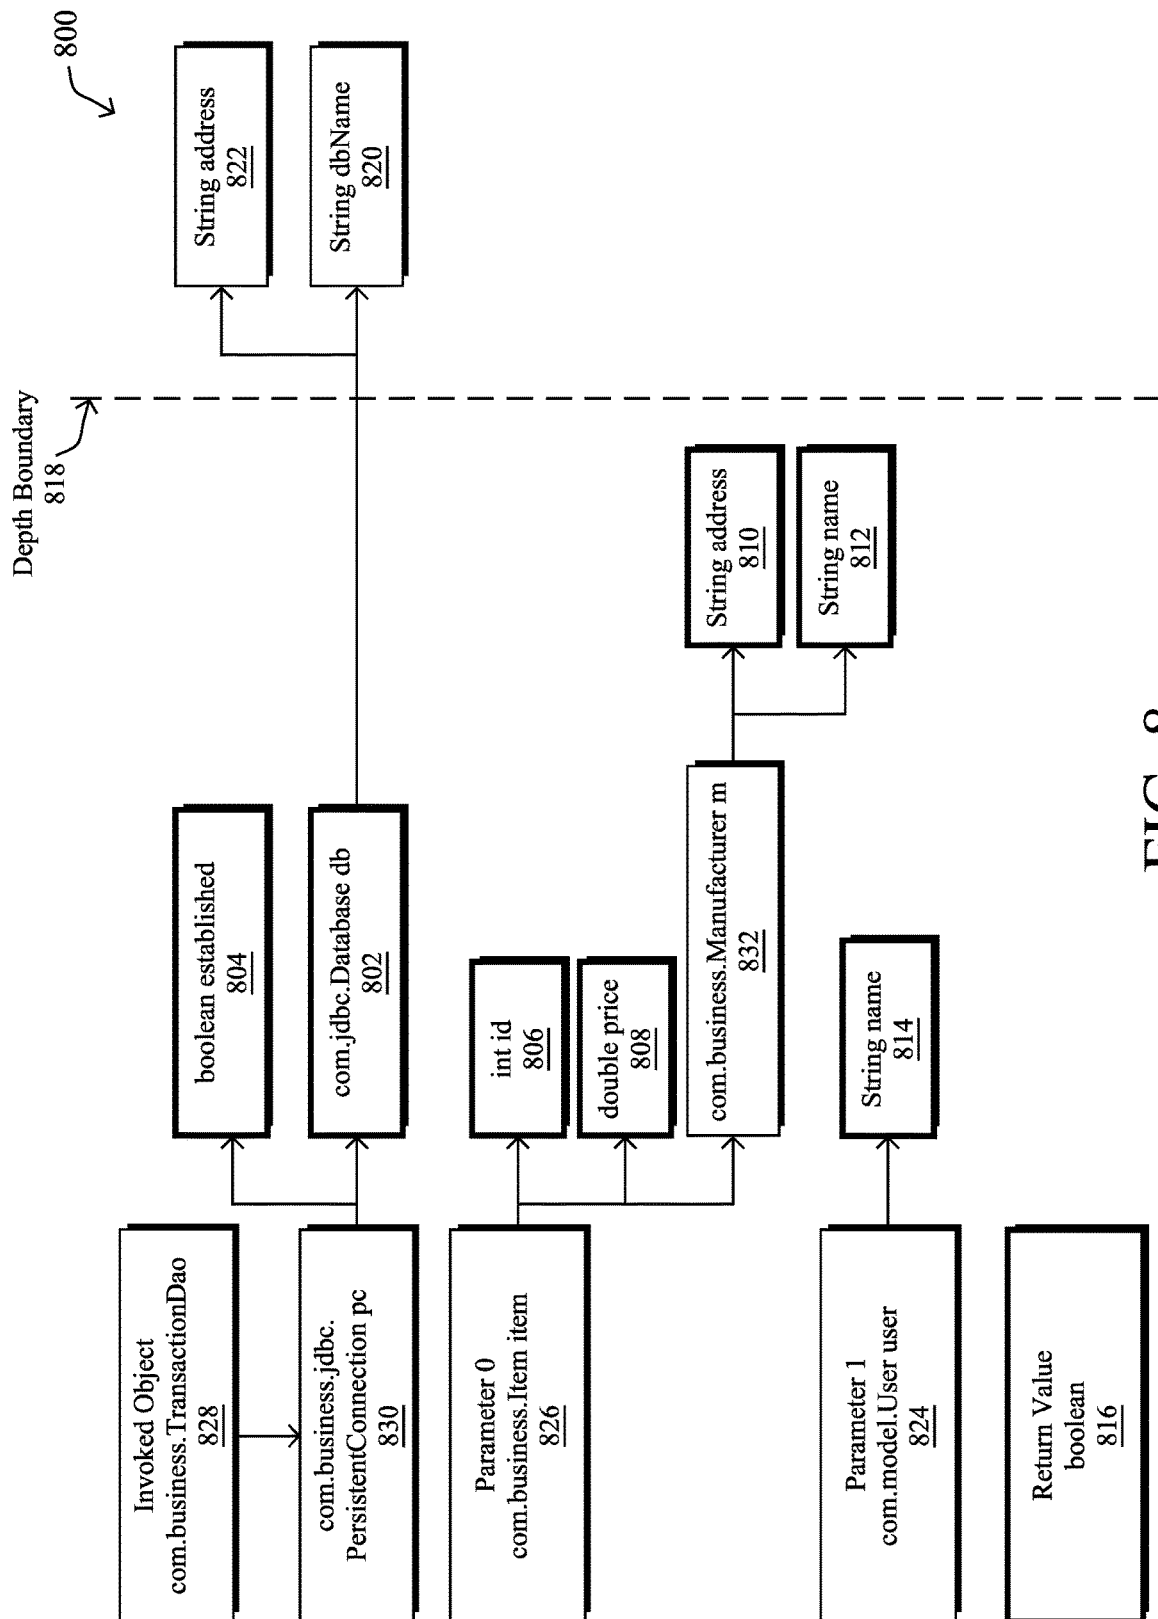 800
Depth Boundary
818
Invoked Object
com.business.TransactionDao
828
com.business.jdbc.
PersistentConnection pc
830
boolean established
804
com.jdbc.Database db
802
String address
822
String dbName
820
Parameter 0
com.business.Item item
826
int id
806
double price
808
com.business.Manufacturer m
832
String address
810
String name
812
Parameter 1
com.model.User user
824
String name
814
Return Value
boolean
816
FIG. 8